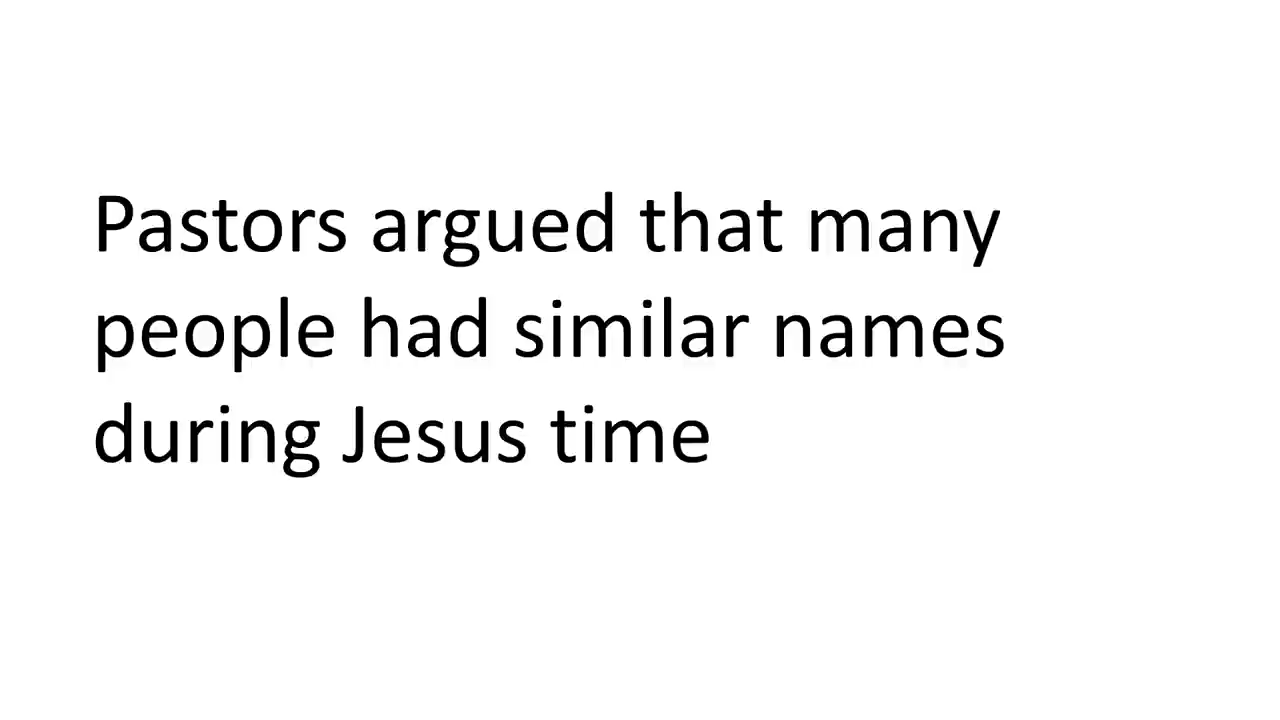 Pastors argued that many
people had similar names
during Jesus time